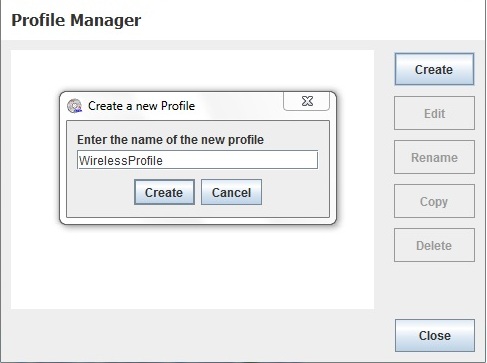 Profile Manager
Create
Create a new Profile
Edit
Enter the name of the new profile
WirelessProfile
Rename
Create Cancel
Copy
Delete
Close